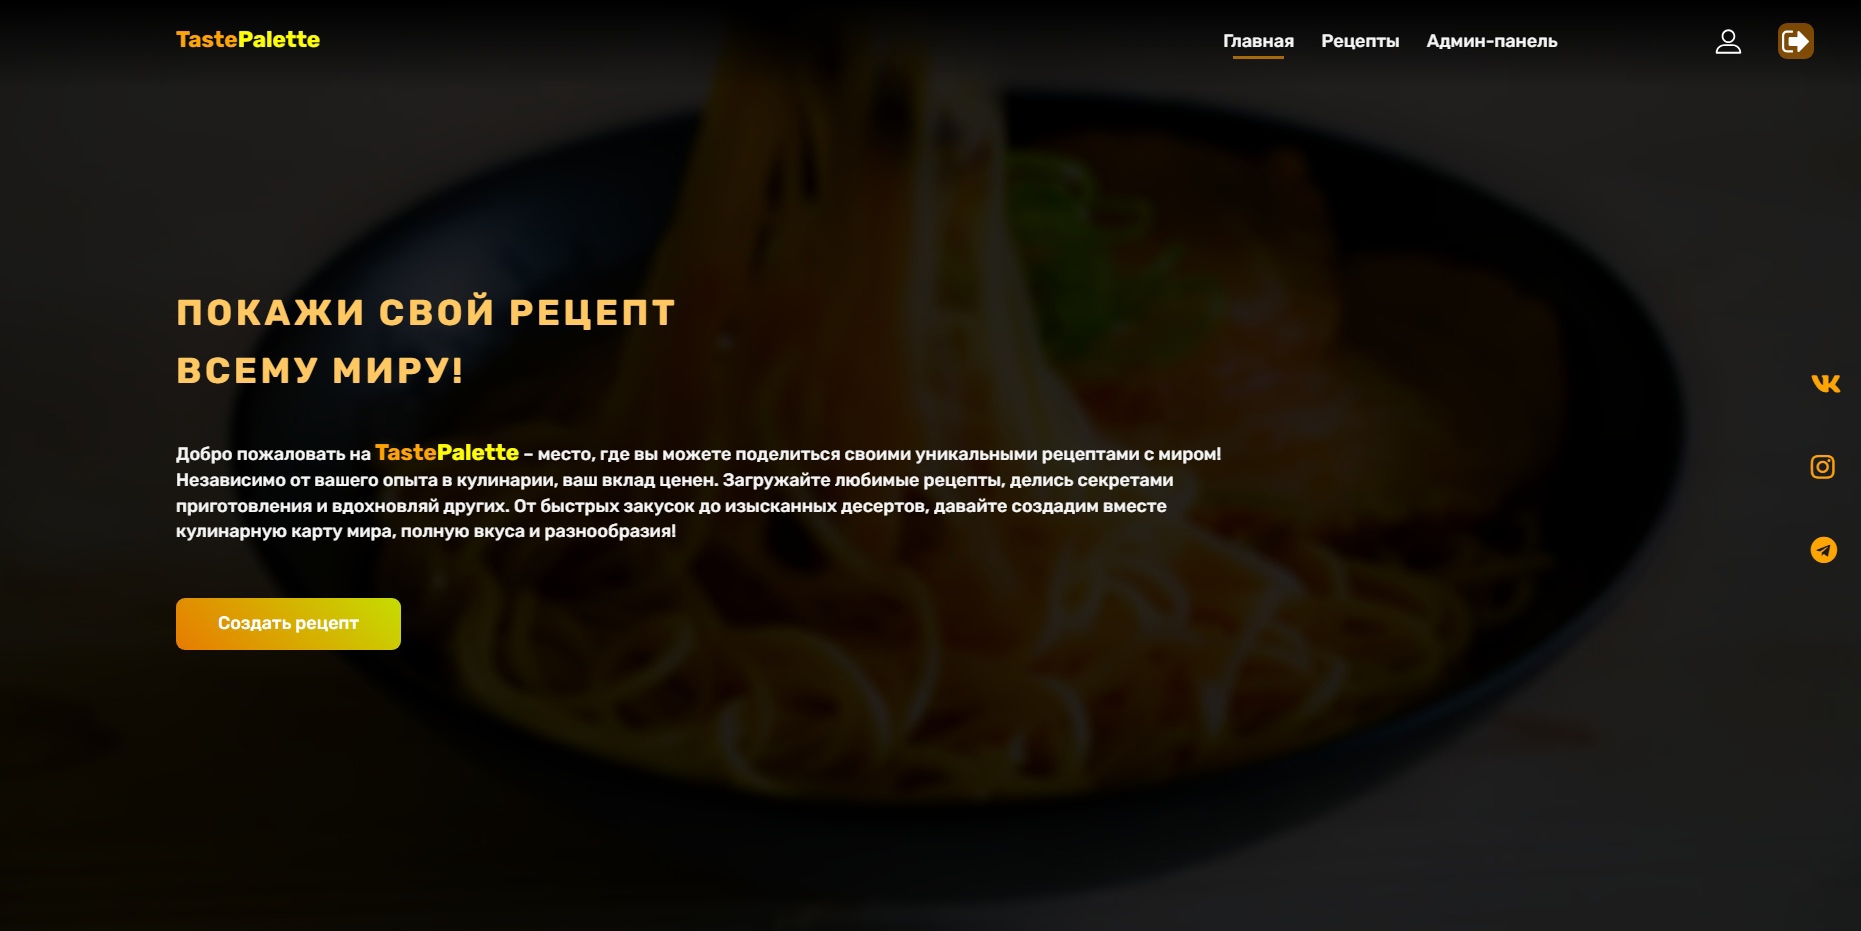 TastePalette
Главная Рецепты Админ-панель
ПОКАЖИ СВОЙ РЕЦЕПТ
ВСЕМУ МИРУ!
Добро пожаловать на TastePalette – место, где вы можете поделиться своими уникальными рецептами с миром!
Независимо от вашего опыта в кулинарии, ваш вклад ценен. Загружайте любимые рецепты, делись секретами
приготовления и вдохновляй других. От быстрых закусок до изысканных десертов, давайте создадим вместе
кулинарную карту мира, полную вкуса и разнообразия!
Создать рецепт